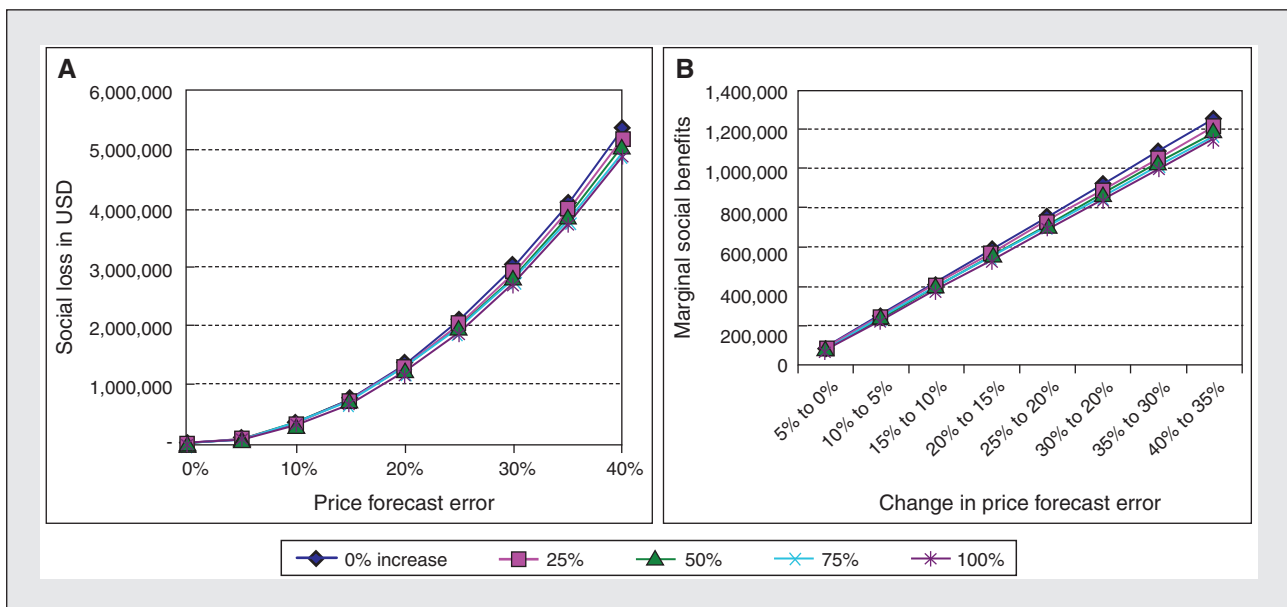 A
6,000,000
5,000,000
4,000,000
3,000,000
2,000,000
1,000,000
-
Social loss in USD
0% 10% 20% 30% 40%
Price forecast error
B
1,400,000
1,200,000
1,000,000
800,000
600,000
400,000
200,000
0
Marginal social benefits
5% to 0%
10% to 5%
15% to 10%
20% to 15%
25% to 20%
30% to 20%
35% to 30%
40% to 35%
Change in price forecast error
0% increase 25% 50% 75% 100%